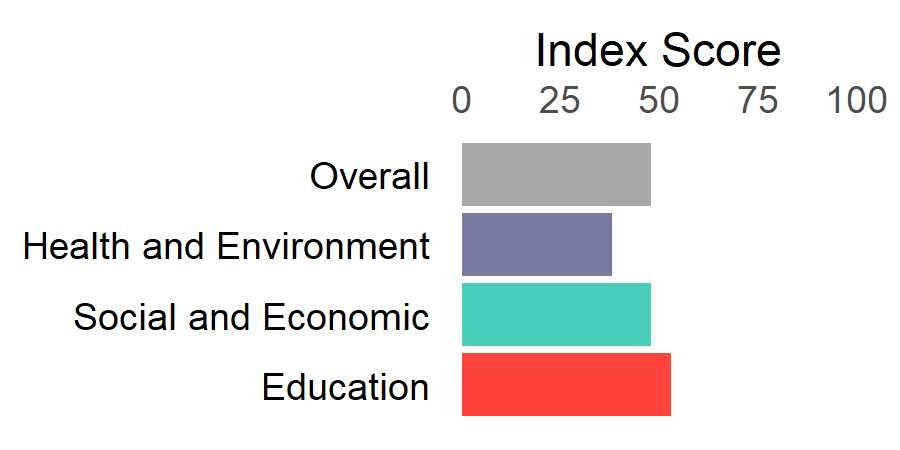 Index Score
0 25 50 75 100
Overall
Health and Environment
Social and Economic
Education